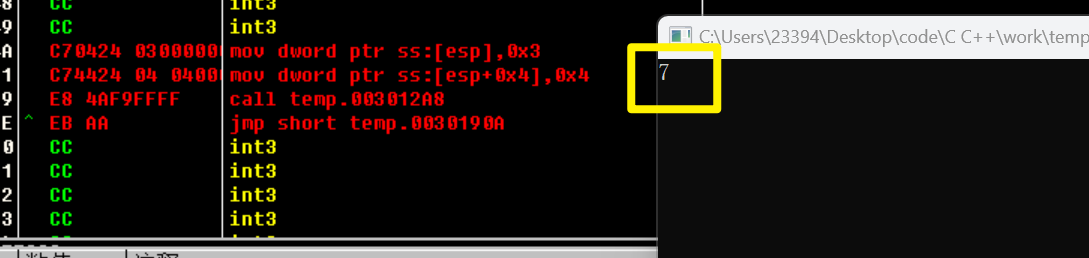 8 CC int3
9 CC int3
A C70424 0300000 mov dword ptr ss:[esp],0x3
1 C74424 04 0400 mov dword ptr ss:[esp+0x4],0x4
9 E8 4AF9FFFF call temp.003012A8
E ^ EB AA jmp short temp.0030190A
0 CC int3
1 CC int3
2 CC int3
3 CC int3
C:\Users\23394\Desktop\code\C C++\work\temp
7